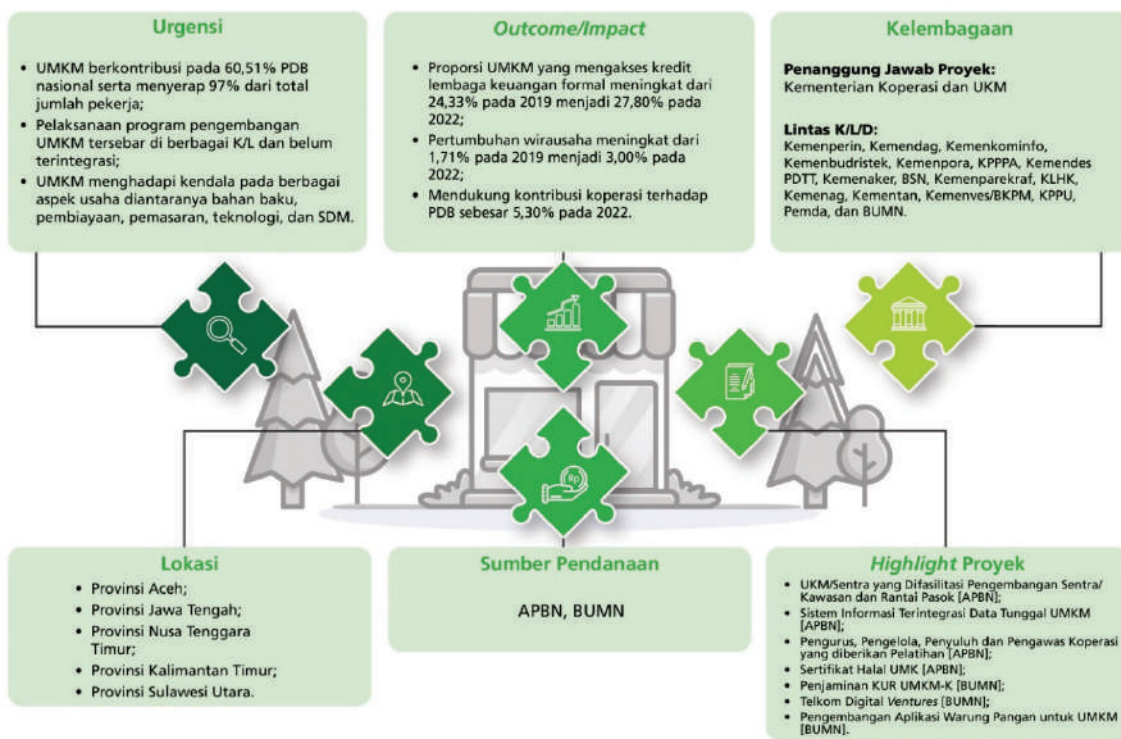 Urgensi
• UMKM berkontribusi pada 60,51% PDB
nasional serta menyerap 97% dari total
jumlah pekerja;
• Pelaksanaan program pengembangan
UMKM tersebar di berbagai K/L dan belum
terintegrasi;
• UMKM menghadapi kendala pada berbagai
aspek usaha diantaranya bahan baku,
pembiayaan, pemasaran, teknologi, dan SDM.
Outcome/Impact
• Proporsi UMKM yang mengakses kredit
lembaga keuangan formal meningkat dari
24,33% pada 2019 menjadi 27,80% pada
2022;
• Pertumbuhan wirausaha meningkat dari
1,71% pada 2019 menjadi 3,00% pada
2022;
• Mendukung kontribusi koperasi terhadap
PDB sebesar 5,30% pada 2022.
Kelembagaan
Penanggung Jawab Proyek:
Kementerian Koperasi dan UKM
Lintas K/L/D:
Kemenperin, Kemendag, Kemenkominfo,
Kemenbudristek, Kemenpora, KPPPA, Kemendes
PDTT, Kemenaker, BSN, Kemenparekraf, KLHK,
Kemenag, Kementan, Kemenves/BKPM, KPPU,
Pemda, dan BUMN.
Rp
Lokasi
• Provinsi Aceh;
• Provinsi Jawa Tengah;
• Provinsi Nusa Tenggara
Timur;
• Provinsi Kalimantan Timur;
• Provinsi Sulawesi Utara.
Sumber Pendanaan
APBN, BUMN
Highlight Proyek
• UKM/Sentra yang Difasilitasi Pengembangan Sentra/
Kawasan dan Rantai Pasok [APBN];
• Sistem Informasi Terintegrasi Data Tunggal UMKM
[APBN];
• Pengurus, Pengelola, Penyuluh dan Pengawas Koperasi
yang diberikan Pelatihan [APBN];
• Sertifikat Halal UMK [APBN];
• Penjaminan KUR UMKM-K [BUMN];
• Telkom Digital Ventures [BUMN];
• Pengembangan Aplikasi Warung Pangan untuk UMKM
[BUMN].